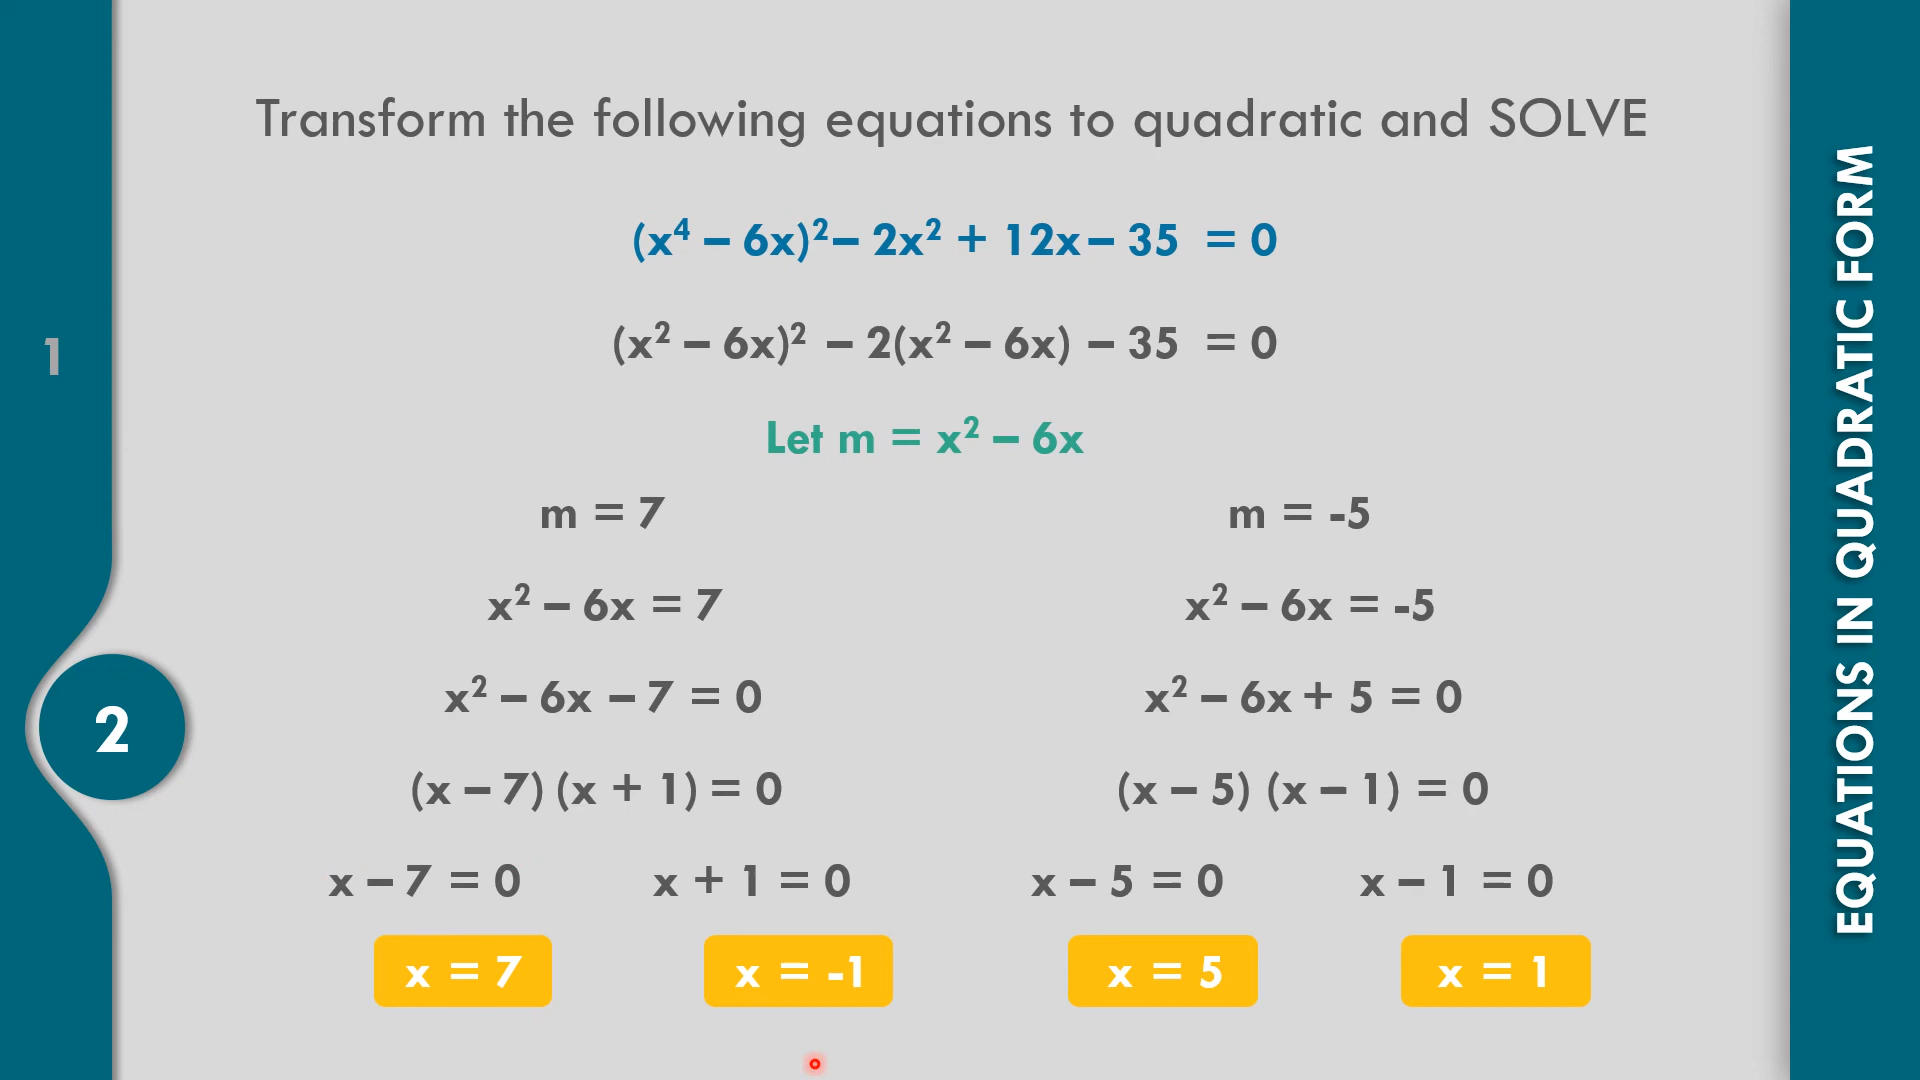 Transform the following equations to quadratic and SOLVE
(x⁴ – 6x)² – 2x² + 12x – 35 = 0
(x² – 6x)² – 2(x² – 6x) – 35 = 0
Let m = x² – 6x
m = 7 m = -5
x² – 6x = 7 x² – 6x = -5
x² – 6x – 7 = 0 x² – 6x + 5 = 0
(x – 7) (x + 1) = 0 (x – 5) (x – 1) = 0
x – 7 = 0 x + 1 = 0 x – 5 = 0 x – 1 = 0
x = 7 x = -1 x = 5 x = 1
1
2
EQUATIONS IN QUADRATIC FORM